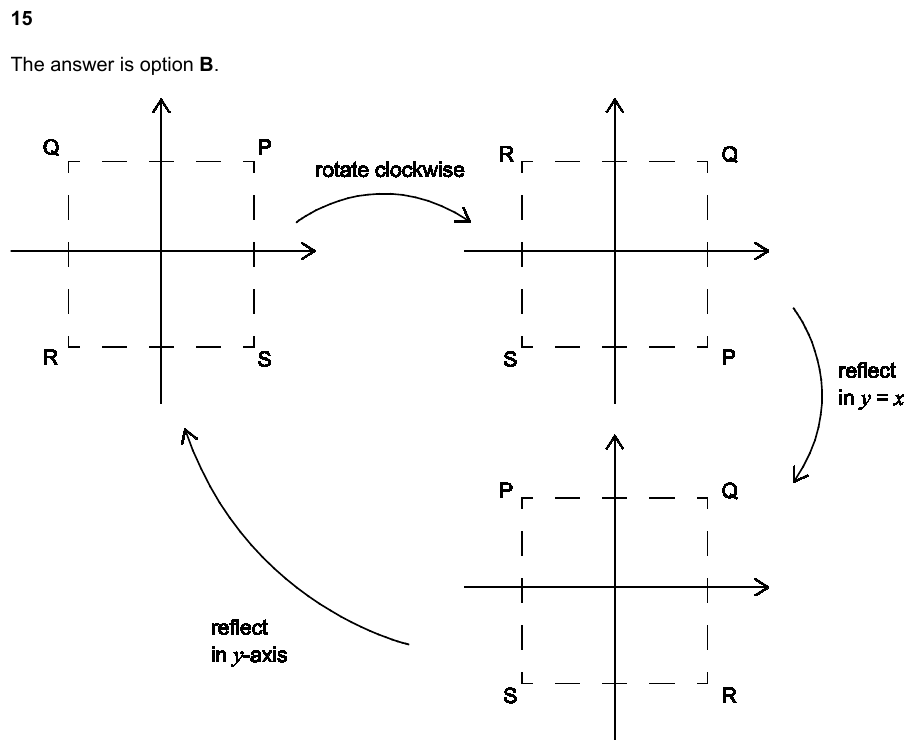 15
The answer is option B.
Q P
rotate clockwise
R Q
R S
S P
reflect
in y = x
P Q
reflect
in y-axis
S R